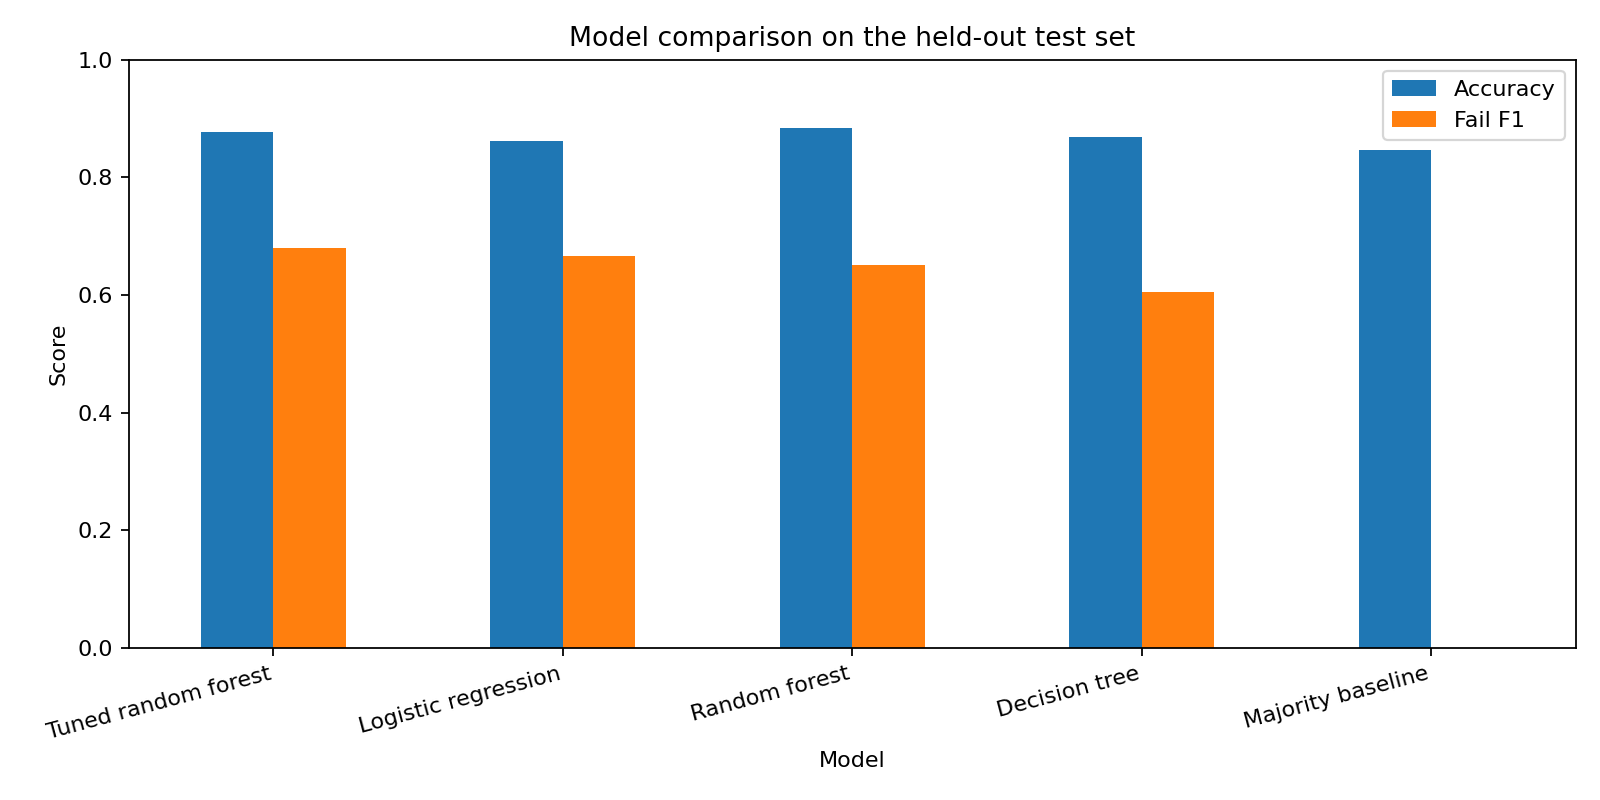 Model comparison on the held-out test set
Accuracy
Fail F1
1.0
0.8
0.6
0.4
0.2
0.0
Score
Tuned random forest
Logistic regression
Random forest
Decision tree
Majority baseline
Model